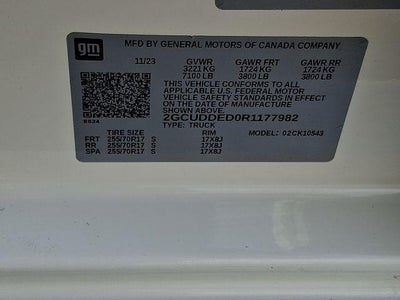 gm
MFD BY GENERAL MOTORS OF CANADA COMPANY
11/23 GVWR GAWR FRT GAWR RR
3221 KG 1724 KG 1724 KG
7100 LB 3800 LB 3800 LB
THIS VEHICLE CONFORMS TO ALL
APPLICABLE U.S. FEDERAL MOTOR
VEHICLE SAFETY STANDARDS IN EFFECT
ON THE DATE OF MANUFACTURE
SHOWN ABOVE.
2GCUDDED0R1177982
TYPE: TRUCK
MODEL: 02CK10543
TIRE SIZE RIM
FRT 255/70R17 S 17X8J
RR 255/70R17 S 17X8J
SPA 255/70R17 S 17X8J